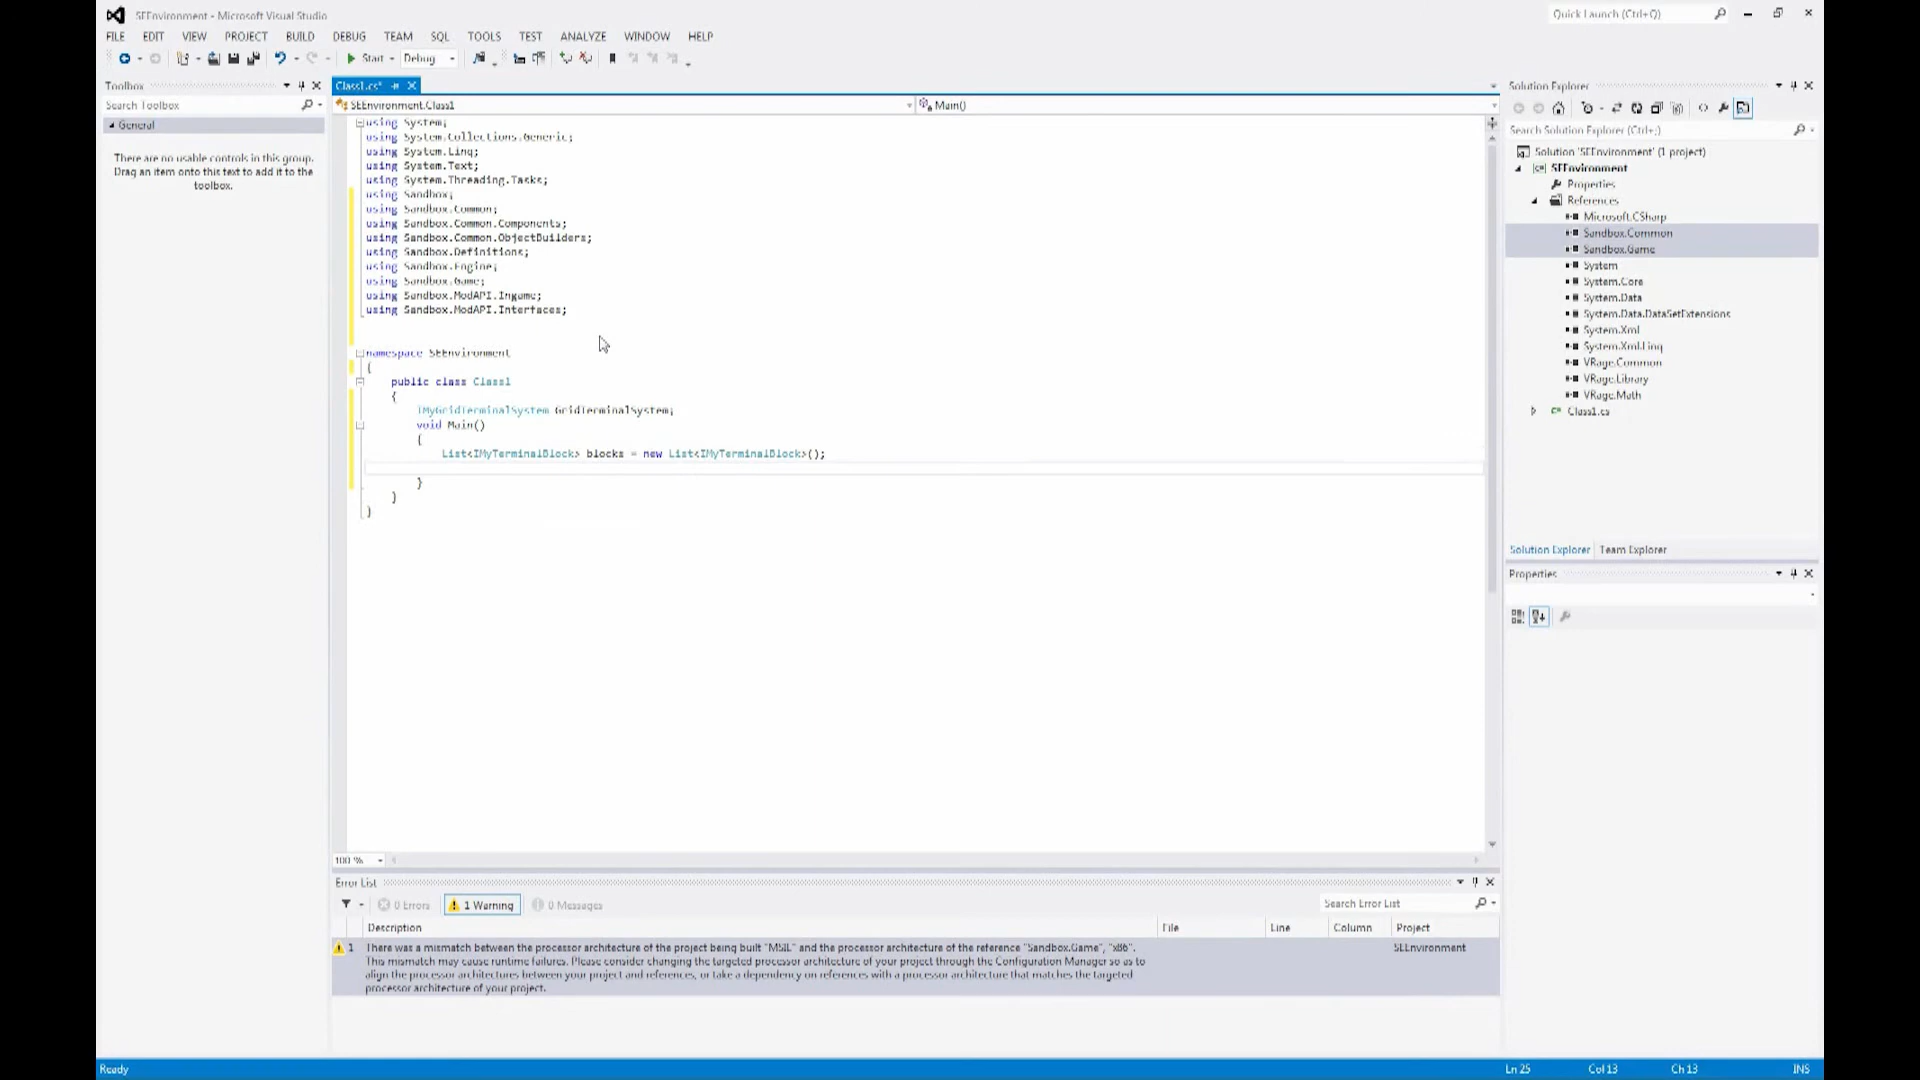 SEEnvironment - Microsoft Visual Studio
Quick Launch (Ctrl+Q)
FILE EDIT VIEW PROJECT BUILD DEBUG TEAM SQL TOOLS TEST ANALYZE WINDOW HELP
Start Debug
Toolbox
Search Toolbox
General
There are no usable controls in this group.
Drag an item onto this text to add it to the
toolbox.
Class1.cs*
SEEnvironment.Class1
Main()
using System;
using System.Collections.Generic;
using System.Linq;
using System.Text;
using System.Threading.Tasks;
using Sandbox;
using Sandbox.Common;
using Sandbox.Common.Components;
using Sandbox.Common.ObjectBuilders;
using Sandbox.Definitions;
using Sandbox.Engine;
using Sandbox.Game;
using Sandbox.ModAPI.Ingame;
using Sandbox.ModAPI.Interfaces;
namespace SEEnvironment
{
public class Class1
{
IMyGridTerminalSystem GridTerminalSystem;
void Main()
{
List<IMyTerminalBlock> blocks = new List<IMyTerminalBlock>();
}
}
}
100 %
Error List
0 Errors 1 Warning 0 Messages
Search Error List
Description File Line Column Project
1 There was a mismatch between the processor architecture of the project being built "MSIL" and the processor architecture of the reference "Sandbox.Game", "x86". SEEnvironment
This mismatch may cause runtime failures. Please consider changing the targeted processor architecture of your project through the Configuration Manager so as to
align the processor architectures between your project and references, or take a dependency on references with a processor architecture that matches the targeted
processor architecture of your project.
Solution Explorer
Search Solution Explorer (Ctrl+;)
Solution 'SEEnvironment' (1 project)
SEEnvironment
Properties
References
Microsoft.CSharp
Sandbox.Common
Sandbox.Game
System
System.Core
System.Data
System.Data.DataSetExtensions
System.Xml
System.Xml.Linq
VRage.Common
VRage.Library
VRage.Math
Class1.cs
Solution Explorer Team Explorer
Properties
Ready
Ln 25 Col 13 Ch 13 INS